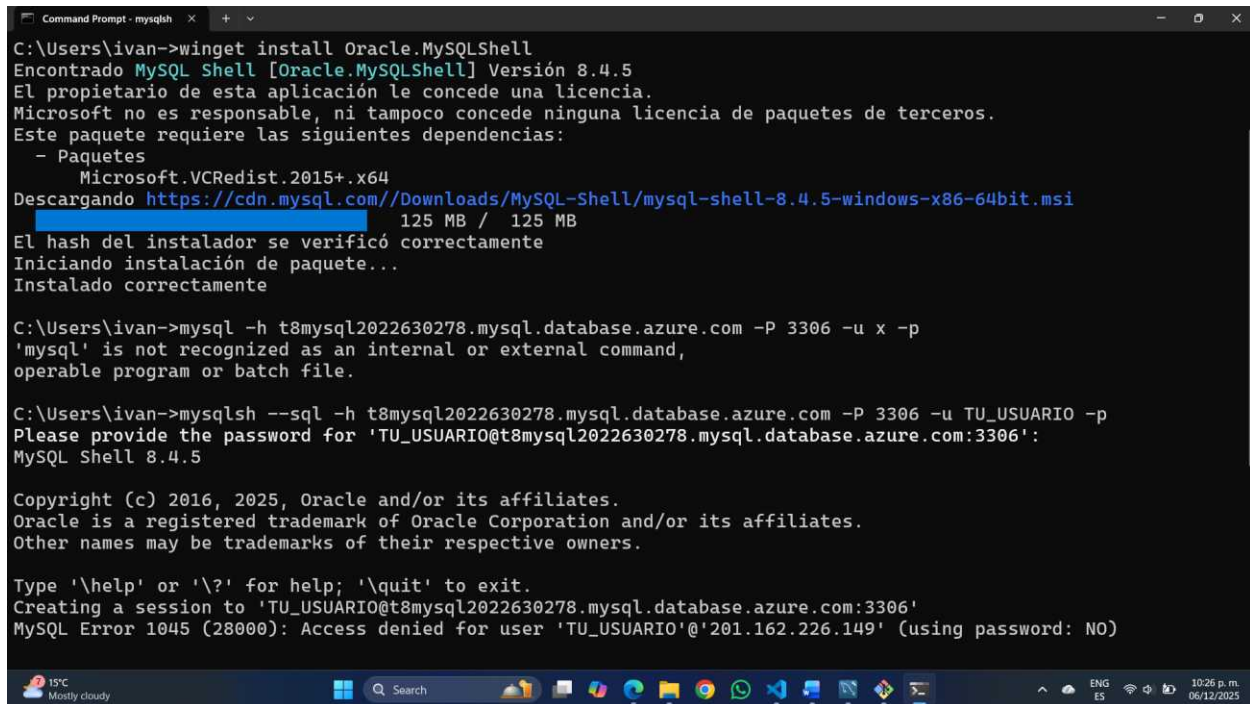 Command Prompt - mysqlsh
C:\Users\ivan->winget install Oracle.MySQLShell
Encontrado MySQL Shell [Oracle.MySQLShell] Versión 8.4.5
El propietario de esta aplicación le concede una licencia.
Microsoft no es responsable, ni tampoco concede ninguna licencia de paquetes de terceros.
Este paquete requiere las siguientes dependencias:
- Paquetes
Microsoft.VCRedist.2015+.x64
Descargando https://cdn.mysql.com//Downloads/MySQL-Shell/mysql-shell-8.4.5-windows-x86-64bit.msi
125 MB / 125 MB
El hash del instalador se verificó correctamente
Iniciando instalación de paquete...
Instalado correctamente
C:\Users\ivan->mysql -h t8mysql2022630278.mysql.database.azure.com -P 3306 -u x -p
'mysql' is not recognized as an internal or external command,
operable program or batch file.
C:\Users\ivan->mysqlsh --sql -h t8mysql2022630278.mysql.database.azure.com -P 3306 -u TU_USUARIO -p
Please provide the password for 'TU_USUARIO@t8mysql2022630278.mysql.database.azure.com:3306':
MySQL Shell 8.4.5
Copyright (c) 2016, 2025, Oracle and/or its affiliates.
Oracle is a registered trademark of Oracle Corporation and/or its affiliates.
Other names may be trademarks of their respective owners.
Type '\help' or '\?' for help; '\quit' to exit.
Creating a session to 'TU_USUARIO@t8mysql2022630278.mysql.database.azure.com:3306'
MySQL Error 1045 (28000): Access denied for user 'TU_USUARIO'@'201.162.226.149' (using password: NO)
7
15°C
Mostly cloudy
Search
ENG
ES
10:26 p. m.
06/12/2025